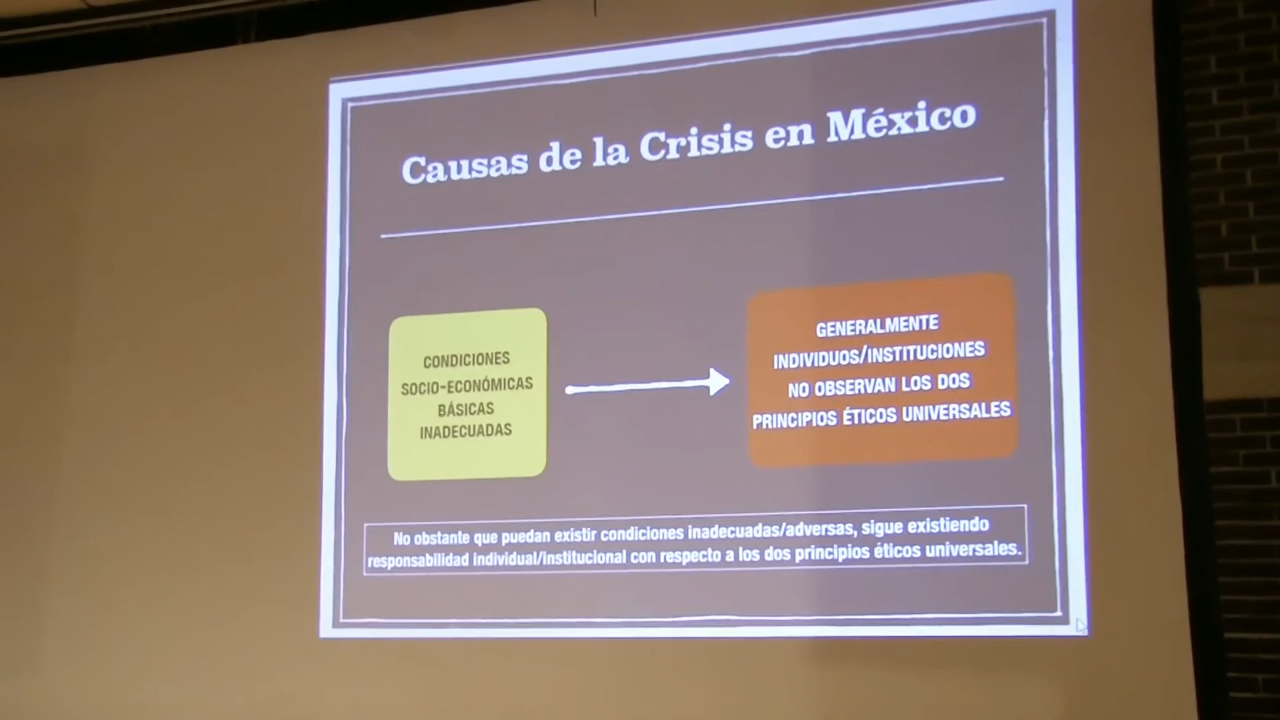 Causas de la Crisis en México
CONDICIONES
SOCIO-ECONÓMICAS
BÁSICAS
INADECUADAS
GENERALMENTE
INDIVIDUOS/INSTITUCIONES
NO OBSERVAN LOS DOS
PRINCIPIOS ÉTICOS UNIVERSALES
No obstante que puedan existir condiciones inadecuadas/adversas, sigue existiendo
responsabilidad individual/institucional con respecto a los dos principios éticos universales.